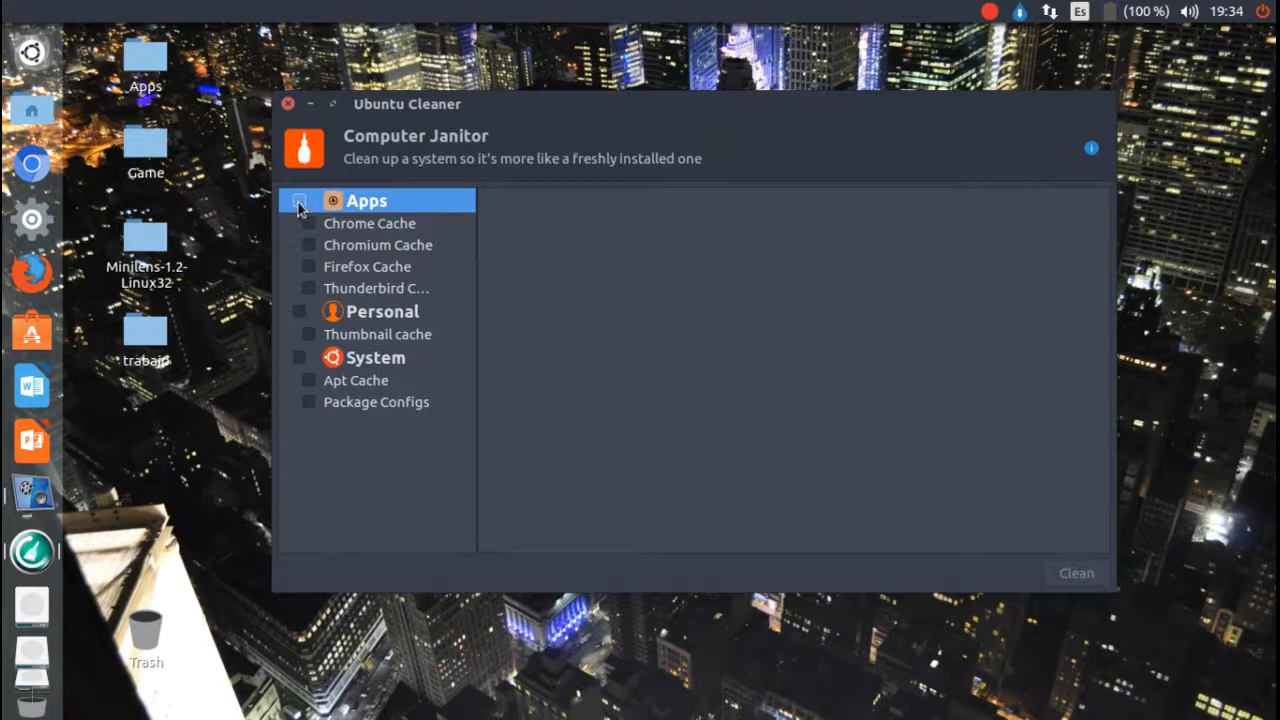 Es
(100 %)
19:34
Apps
Game
Minilens-1.2-
Linux32
trabajo
Trash
Ubuntu Cleaner
Computer Janitor
Clean up a system so it's more like a freshly installed one
Apps
Chrome Cache
Chromium Cache
Firefox Cache
Thunderbird C...
Personal
Thumbnail cache
System
Apt Cache
Package Configs
Clean